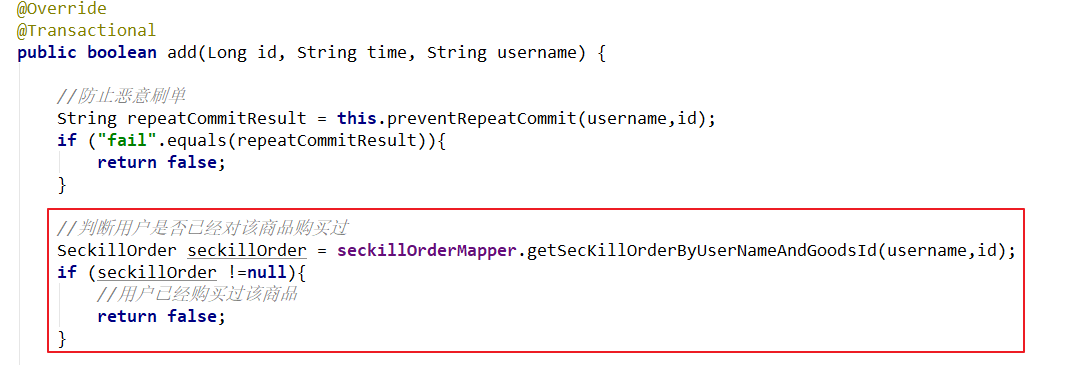 @Override
@Transactional
public boolean add(Long id, String time, String username) {
//防止恶意刷单
String repeatCommitResult = this.preventRepeatCommit(username,id);
if ("fail".equals(repeatCommitResult)){
return false;
}
//判断用户是否已经对该商品购买过
SeckillOrder seckillOrder = seckillOrderMapper.getSecKillOrderByUserNameAndGoodsId(username,id);
if (seckillOrder !=null){
//用户已经购买过该商品
return false;
}